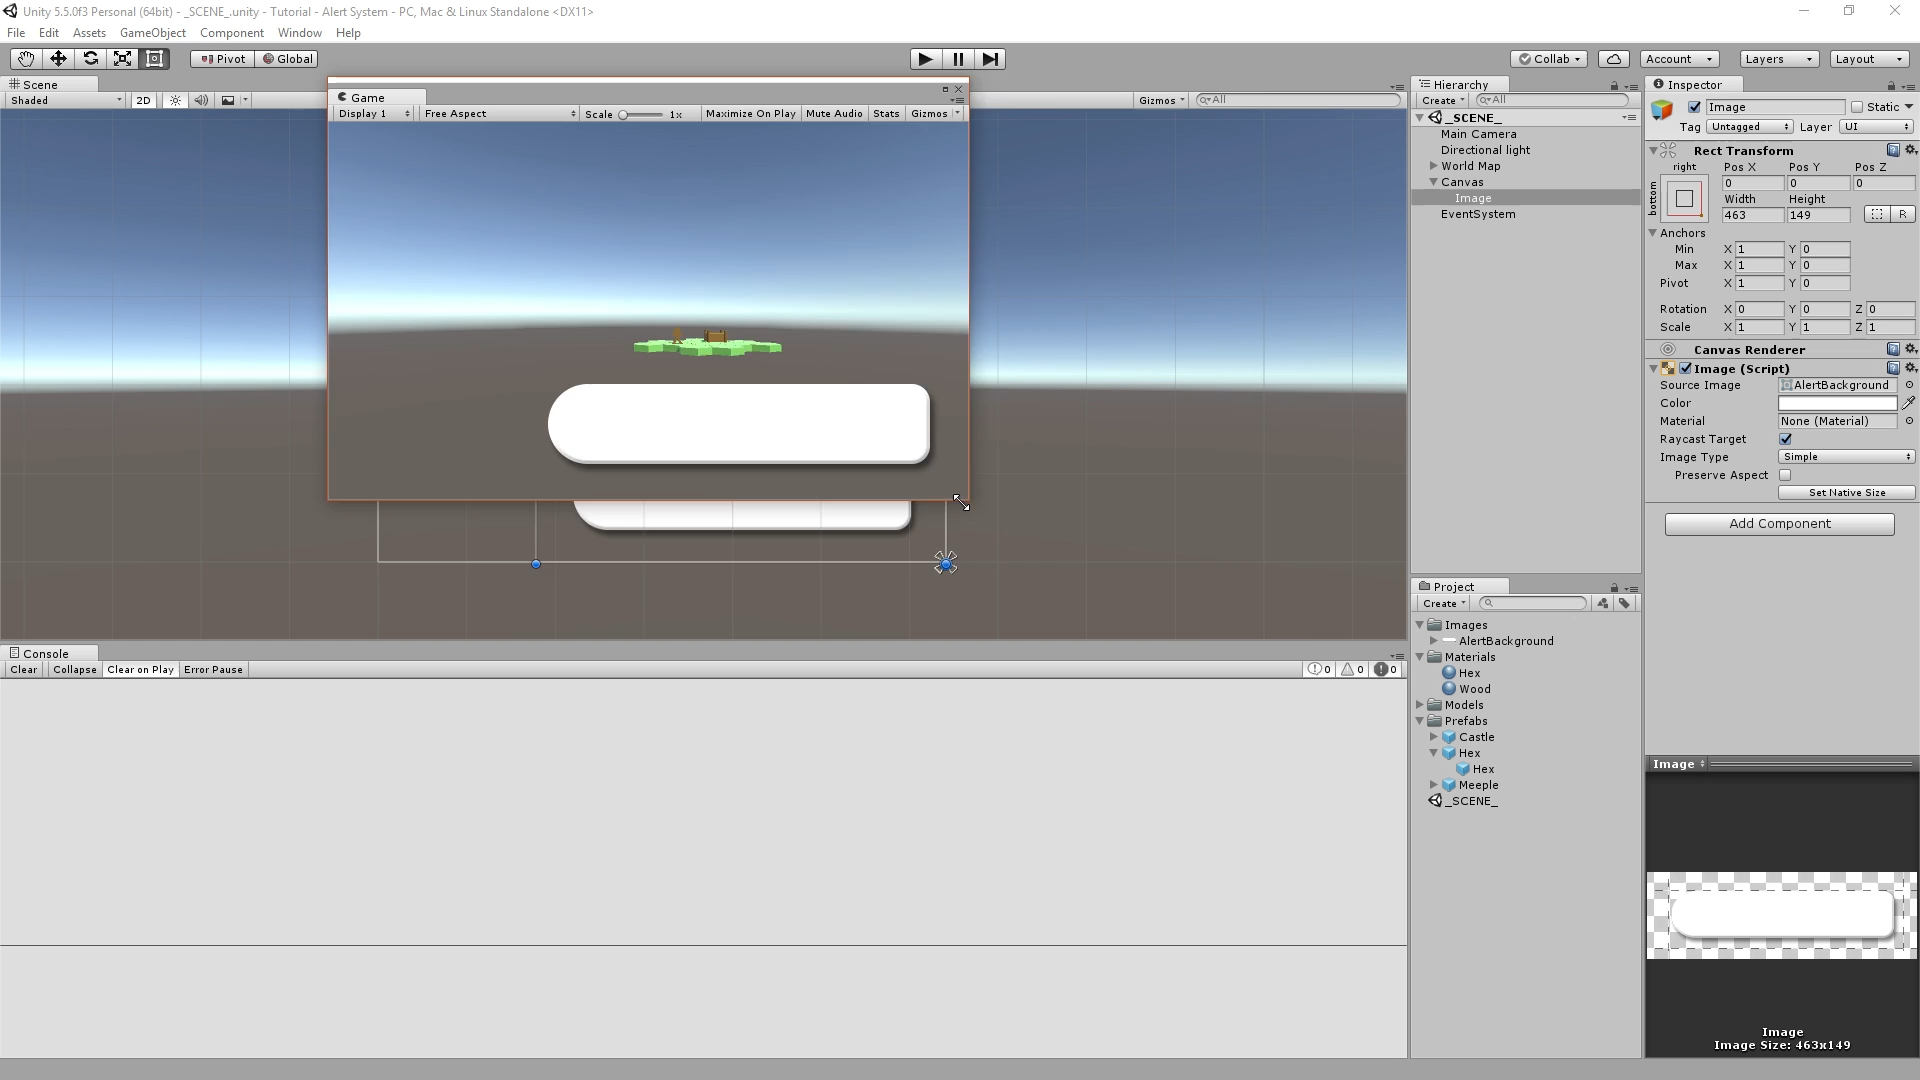 Unity 5.5.0f3 Personal (64bit) - _SCENE_.unity - Tutorial - Alert System - PC, Mac & Linux Standalone <DX11>
File Edit Assets GameObject Component Window Help
Pivot Global Collab Account Layers Layout
Scene
Shaded 2D Gizmos All
Game
Display 1 Free Aspect Scale 1x Maximize On Play Mute Audio Stats Gizmos
Console
Clear Collapse Clear on Play Error Pause 0 0 0
Hierarchy
Create All
_SCENE_
Main Camera
Directional light
World Map
Canvas
Image
EventSystem
Project
Create
Images
AlertBackground
Materials
Hex
Wood
Models
Prefabs
Castle
Hex
Hex
Meeple
_SCENE_
Inspector
Image Static
Tag Untagged Layer UI
Rect Transform
right Pos X Pos Y Pos Z
bottom 0 0 0
Width Height
463 149 R
Anchors
Min X 1 Y 0
Max X 1 Y 0
Pivot X 1 Y 0
Rotation X 0 Y 0 Z 0
Scale X 1 Y 1 Z 1
Canvas Renderer
Image (Script)
Source Image AlertBackground
Color
Material None (Material)
Raycast Target
Image Type Simple
Preserve Aspect
Set Native Size
Add Component
Image
Image
Image Size: 463x149